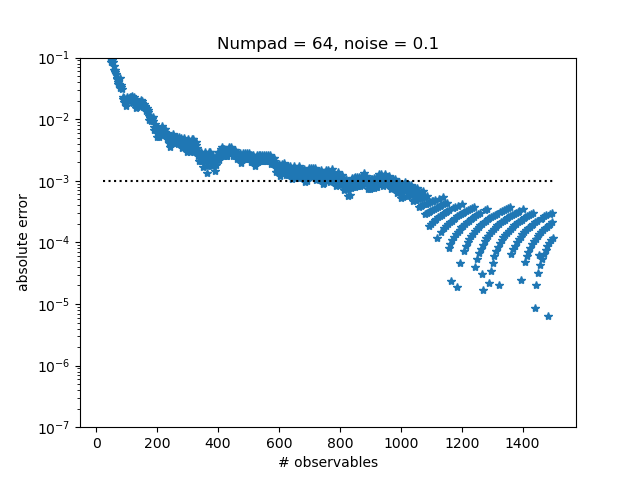 Numpad = 64, noise = 0.1
absolute error
10⁻¹
10⁻²
10⁻³
10⁻⁴
10⁻⁵
10⁻⁶
10⁻⁷
0 200 400 600 800 1000 1200 1400
# observables